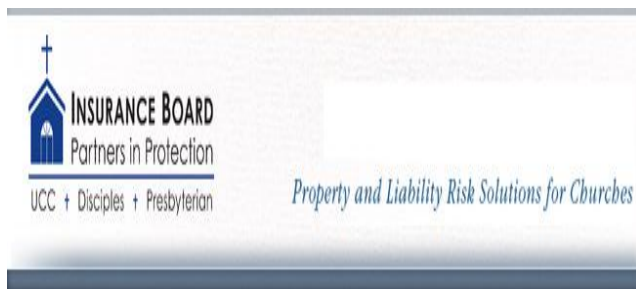 INSURANCE BOARD
Partners in Protection
UCC + Disciples + Presbyterian
Property and Liability Risk Solutions for Churches